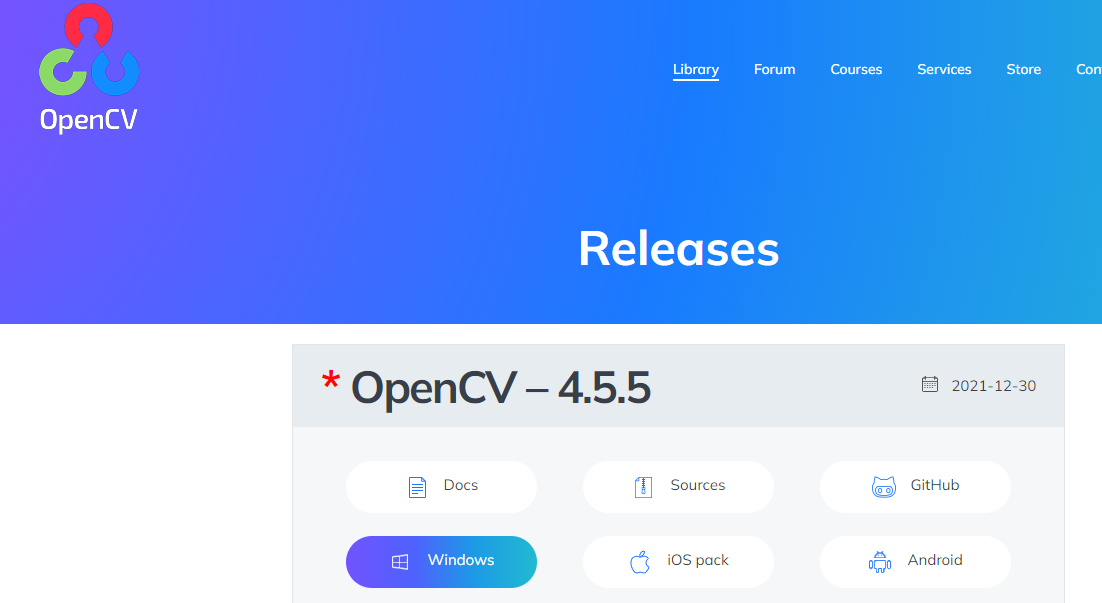 OpenCV
Library Forum Courses Services Store
Releases
* OpenCV – 4.5.5 2021-12-30
Docs Sources GitHub
Windows iOS pack Android